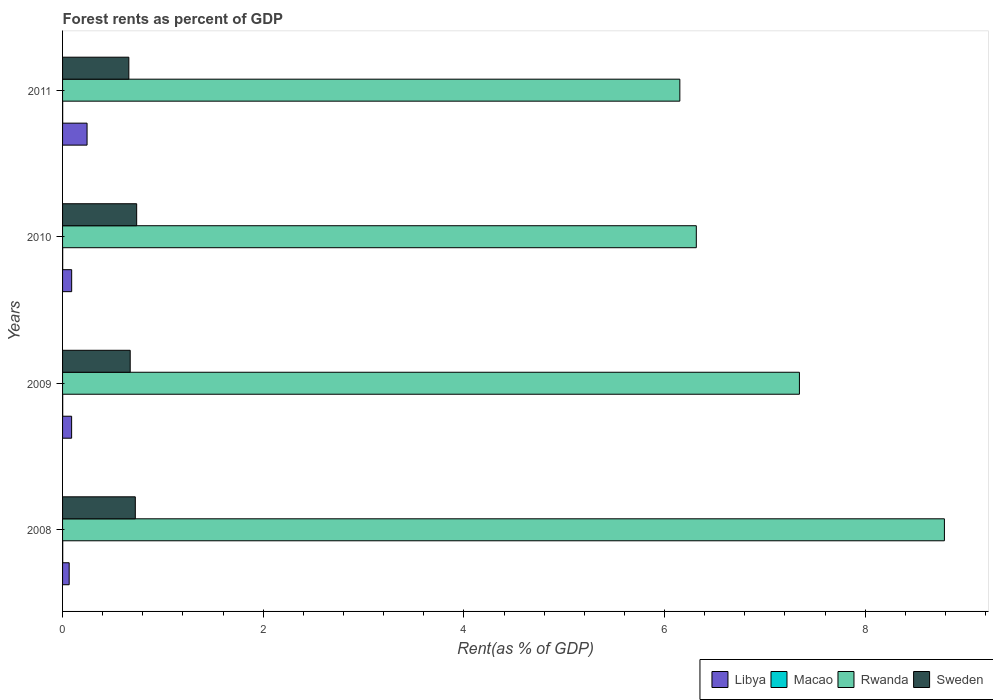 Forest rents as percent of GDP
2011
2010
2009
2008
Years
0 2 4 6 8
Rent(as % of GDP)
Libya Macao Rwanda Sweden